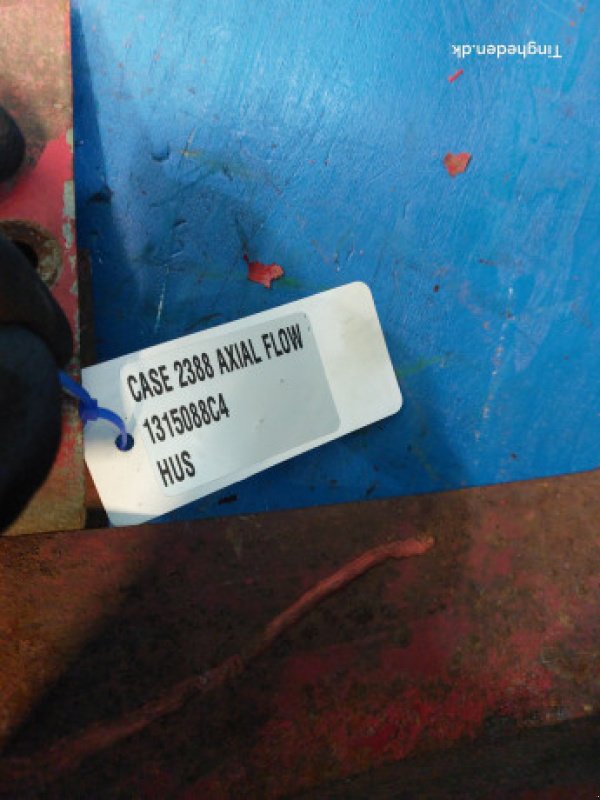 Tingheden.dk
CASE 2388 AXIAL FLOW
1315088C4
HUS